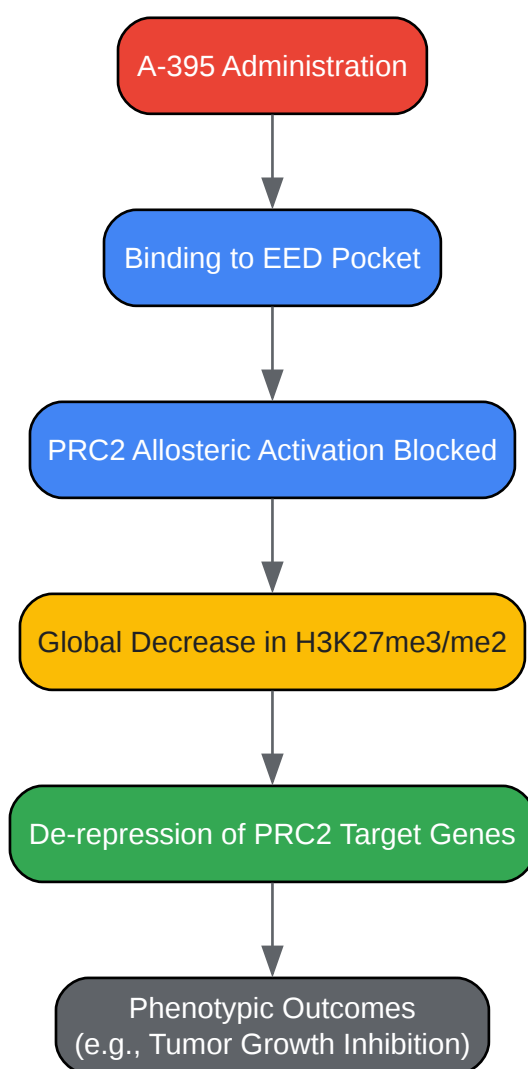 A-395 Administration
Binding to EED Pocket
PRC2 Allosteric Activation Blocked
Global Decrease in H3K27me3/me2
De-repression of PRC2 Target Genes
Phenotypic Outcomes
(e.g., Tumor Growth Inhibition)